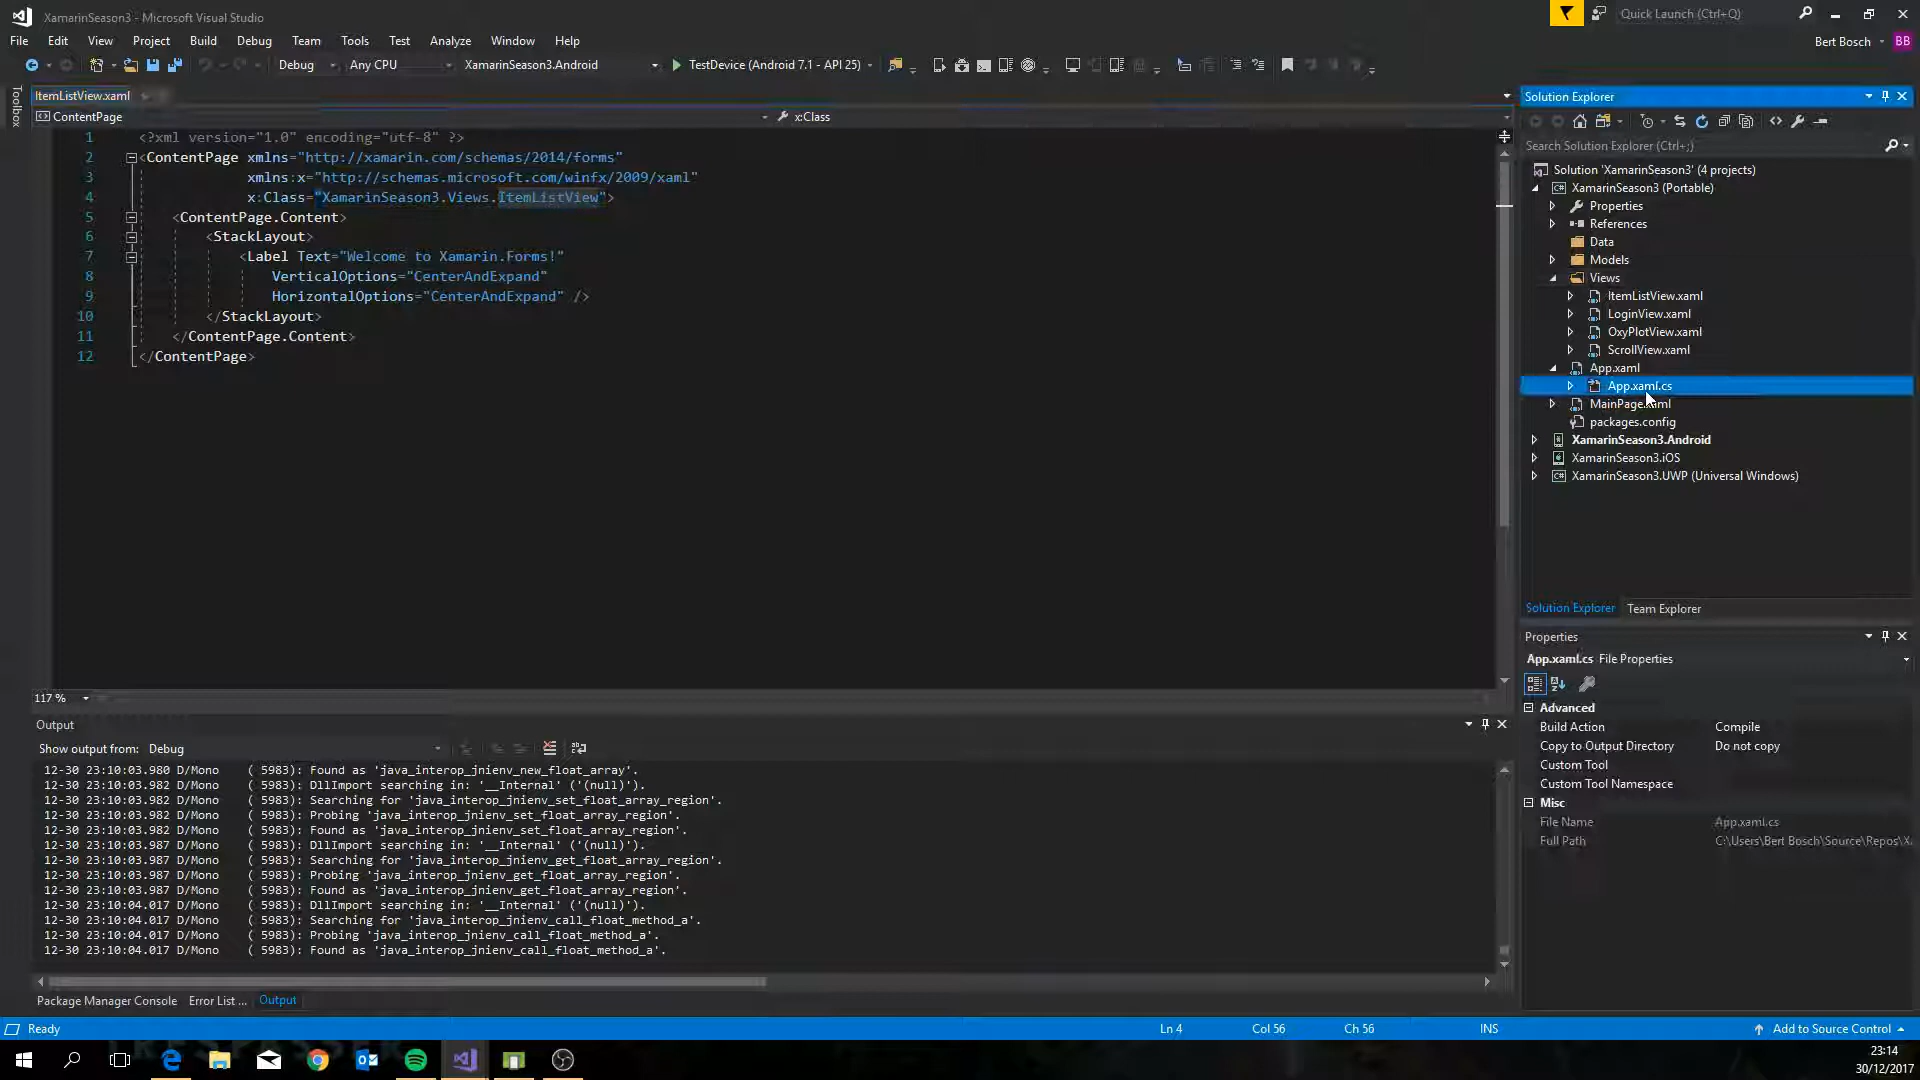 XamarinSeason3 - Microsoft Visual Studio
Quick Launch (Ctrl+Q)
File Edit View Project Build Debug Team Tools Test Analyze Window Help
Bert Bosch BB
Debug Any CPU XamarinSeason3.Android TestDevice (Android 7.1 - API 25)
Toolbox
ItemListView.xaml
ContentPage x:Class
1 <?xml version="1.0" encoding="utf-8" ?>
2 <ContentPage xmlns="http://xamarin.com/schemas/2014/forms"
3 xmlns:x="http://schemas.microsoft.com/winfx/2009/xaml"
4 x:Class="XamarinSeason3.Views.ItemListView">
5 <ContentPage.Content>
6 <StackLayout>
7 <Label Text="Welcome to Xamarin.Forms!"
8 VerticalOptions="CenterAndExpand"
9 HorizontalOptions="CenterAndExpand" />
10 </StackLayout>
11 </ContentPage.Content>
12 </ContentPage>
117 %
Solution Explorer
Search Solution Explorer (Ctrl+;)
Solution 'XamarinSeason3' (4 projects)
XamarinSeason3 (Portable)
Properties
References
Data
Models
Views
ItemListView.xaml
LoginView.xaml
OxyPlotView.xaml
ScrollView.xaml
App.xaml
App.xaml.cs
MainPage.xaml
packages.config
XamarinSeason3.Android
XamarinSeason3.iOS
XamarinSeason3.UWP (Universal Windows)
Solution Explorer Team Explorer
Properties
App.xaml.cs File Properties
Advanced
Build Action Compile
Copy to Output Directory Do not copy
Custom Tool
Custom Tool Namespace
Misc
File Name App.xaml.cs
Full Path C:\Users\Bert Bosch\Source\Repos\X
Output
Show output from: Debug
12-30 23:10:03.980 D/Mono ( 5983): Found as 'java_interop_jnienv_new_float_array'.
12-30 23:10:03.982 D/Mono ( 5983): DllImport searching in: '__Internal' ('(null)').
12-30 23:10:03.982 D/Mono ( 5983): Searching for 'java_interop_jnienv_set_float_array_region'.
12-30 23:10:03.982 D/Mono ( 5983): Probing 'java_interop_jnienv_set_float_array_region'.
12-30 23:10:03.982 D/Mono ( 5983): Found as 'java_interop_jnienv_set_float_array_region'.
12-30 23:10:03.987 D/Mono ( 5983): DllImport searching in: '__Internal' ('(null)').
12-30 23:10:03.987 D/Mono ( 5983): Searching for 'java_interop_jnienv_get_float_array_region'.
12-30 23:10:03.987 D/Mono ( 5983): Probing 'java_interop_jnienv_get_float_array_region'.
12-30 23:10:03.987 D/Mono ( 5983): Found as 'java_interop_jnienv_get_float_array_region'.
12-30 23:10:04.017 D/Mono ( 5983): DllImport searching in: '__Internal' ('(null)').
12-30 23:10:04.017 D/Mono ( 5983): Searching for 'java_interop_jnienv_call_float_method_a'.
12-30 23:10:04.017 D/Mono ( 5983): Probing 'java_interop_jnienv_call_float_method_a'.
12-30 23:10:04.017 D/Mono ( 5983): Found as 'java_interop_jnienv_call_float_method_a'.
Package Manager Console Error List ... Output
Ready Ln 4 Col 56 Ch 56 INS Add to Source Control
23:14
30/12/2017